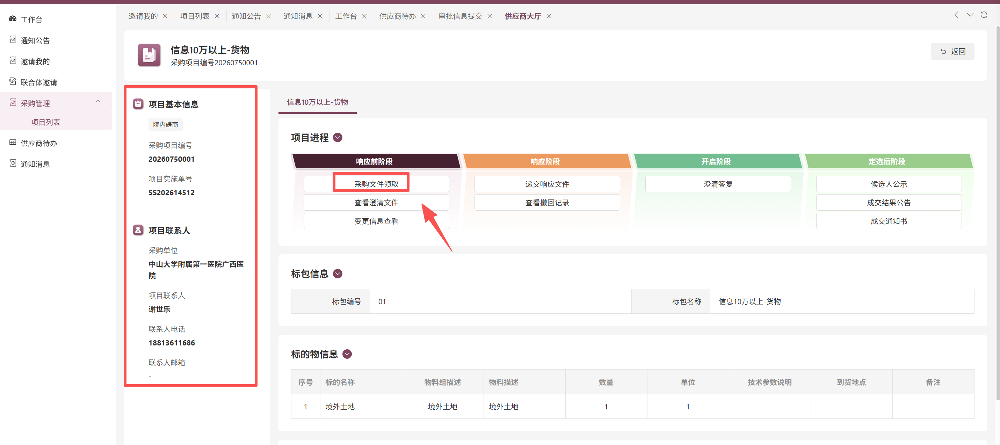 工作台
通知公告
邀请我的
联合体邀请
采购管理
项目列表
供应商待办
通知消息
邀请我的 项目列表 通知公告 通知消息 工作台 供应商待办 审批信息提交 供应商大厅
信息10万以上-货物
采购项目编号20260750001
返回
项目基本信息
院内磋商
采购项目编号
20260750001
项目实施单号
SS202614512
项目联系人
采购单位
中山大学附属第一医院广西医
院
项目联系人
谢世乐
联系人电话
18813611686
联系人邮箱
-
信息10万以上-货物
项目进程
响应前阶段 响应阶段 开启阶段 定选后阶段
采购文件领取 递交响应文件 澄清答复 候选人公示
查看澄清文件 查看撤回记录 成交结果公告
变更信息查看 成交通知书
标包信息
标包编号 01 标包名称 信息10万以上-货物
标的物信息
序号 标的名称 物料组描述 物料描述 数量 单位 技术参数说明 到货地点 备注
1 境外土地 境外土地 境外土地 1 1